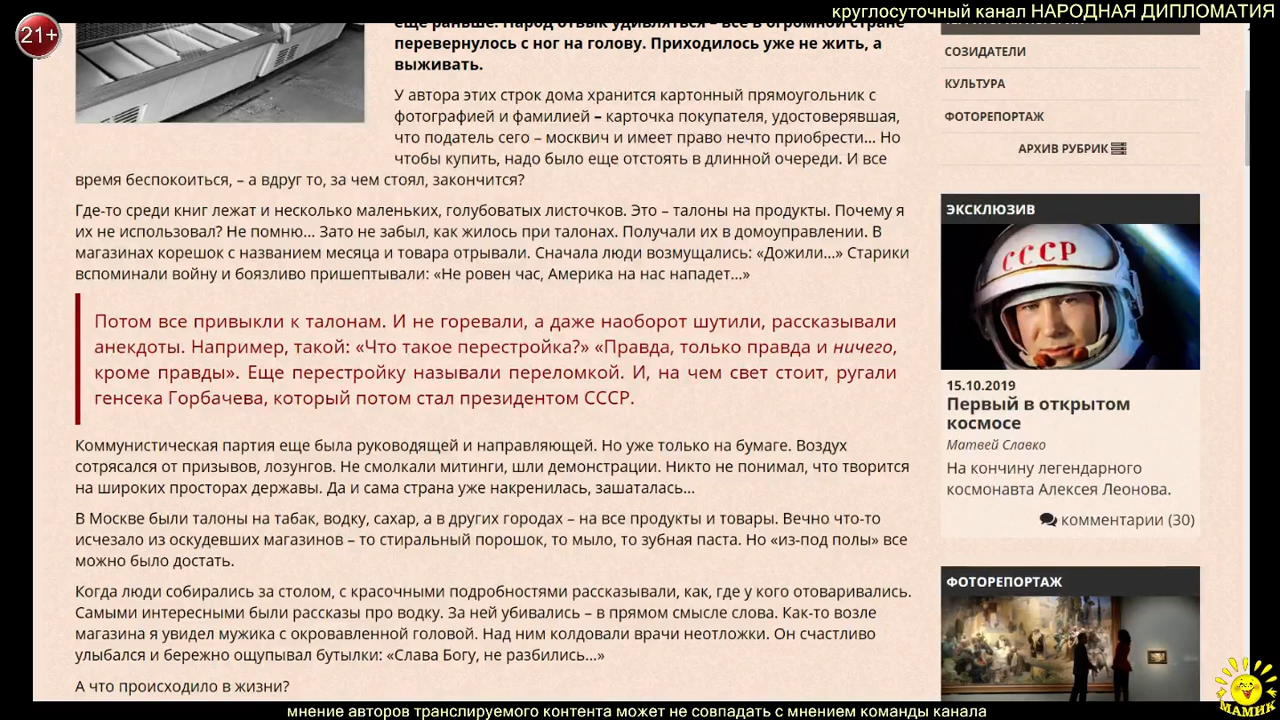 круглосуточный канал НАРОДНАЯ ДИПЛОМАТИЯ
21+
еще раньше. Народ отвык удивляться – все в огромной стране
перевернулось с ног на голову. Приходилось уже не жить, а
выживать.
У автора этих строк дома хранится картонный прямоугольник с
фотографией и фамилией – карточка покупателя, удостоверявшая,
что податель сего – москвич и имеет право нечто приобрести... Но
чтобы купить, надо было еще отстоять в длинной очереди. И все
время беспокоиться, – а вдруг то, за чем стоял, закончится?
Где-то среди книг лежат и несколько маленьких, голубоватых листочков. Это – талоны на продукты. Почему я
их не использовал? Не помню... Зато не забыл, как жилось при талонах. Получали их в домоуправлении. В
магазинах корешок с названием месяца и товара отрывали. Сначала люди возмущались: «Дожили...» Старики
вспоминали войну и боязливо пришептывали: «Не ровен час, Америка на нас нападет...»
Потом все привыкли к талонам. И не горевали, а даже наоборот шутили, рассказывали
анекдоты. Например, такой: «Что такое перестройка?» «Правда, только правда и ничего,
кроме правды». Еще перестройку называли переломкой. И, на чем свет стоит, ругали
генсека Горбачева, который потом стал президентом СССР.
Коммунистическая партия еще была руководящей и направляющей. Но уже только на бумаге. Воздух
сотрясался от призывов, лозунгов. Не смолкали митинги, шли демонстрации. Никто не понимал, что творится
на широких просторах державы. Да и сама страна уже накренилась, зашаталась...
В Москве были талоны на табак, водку, сахар, а в других городах – на все продукты и товары. Вечно что-то
исчезало из оскудевших магазинов – то стиральный порошок, то мыло, то зубная паста. Но «из-под полы» все
можно было достать.
Когда люди собирались за столом, с красочными подробностями рассказывали, как, где у кого отоваривались.
Самыми интересными были рассказы про водку. За ней убивались – в прямом смысле слова. Как-то возле
магазина я увидел мужика с окровавленной головой. Над ним колдовали врачи неотложки. Он счастливо
улыбался и бережно ощупывал бутылки: «Слава Богу, не разбились...»
А что происходило в жизни?
СОЗИДАТЕЛИ
КУЛЬТУРА
ФОТОРЕПОРТАЖ
АРХИВ РУБРИК
ЭКСКЛЮЗИВ
СССР
15.10.2019
Первый в открытом
космосе
Матвей Славко
На кончину легендарного
космонавта Алексея Леонова.
комментарии (30)
ФОТОРЕПОРТАЖ
МАМИК
мнение авторов транслируемого контента может не совпадать с мнением команды канала